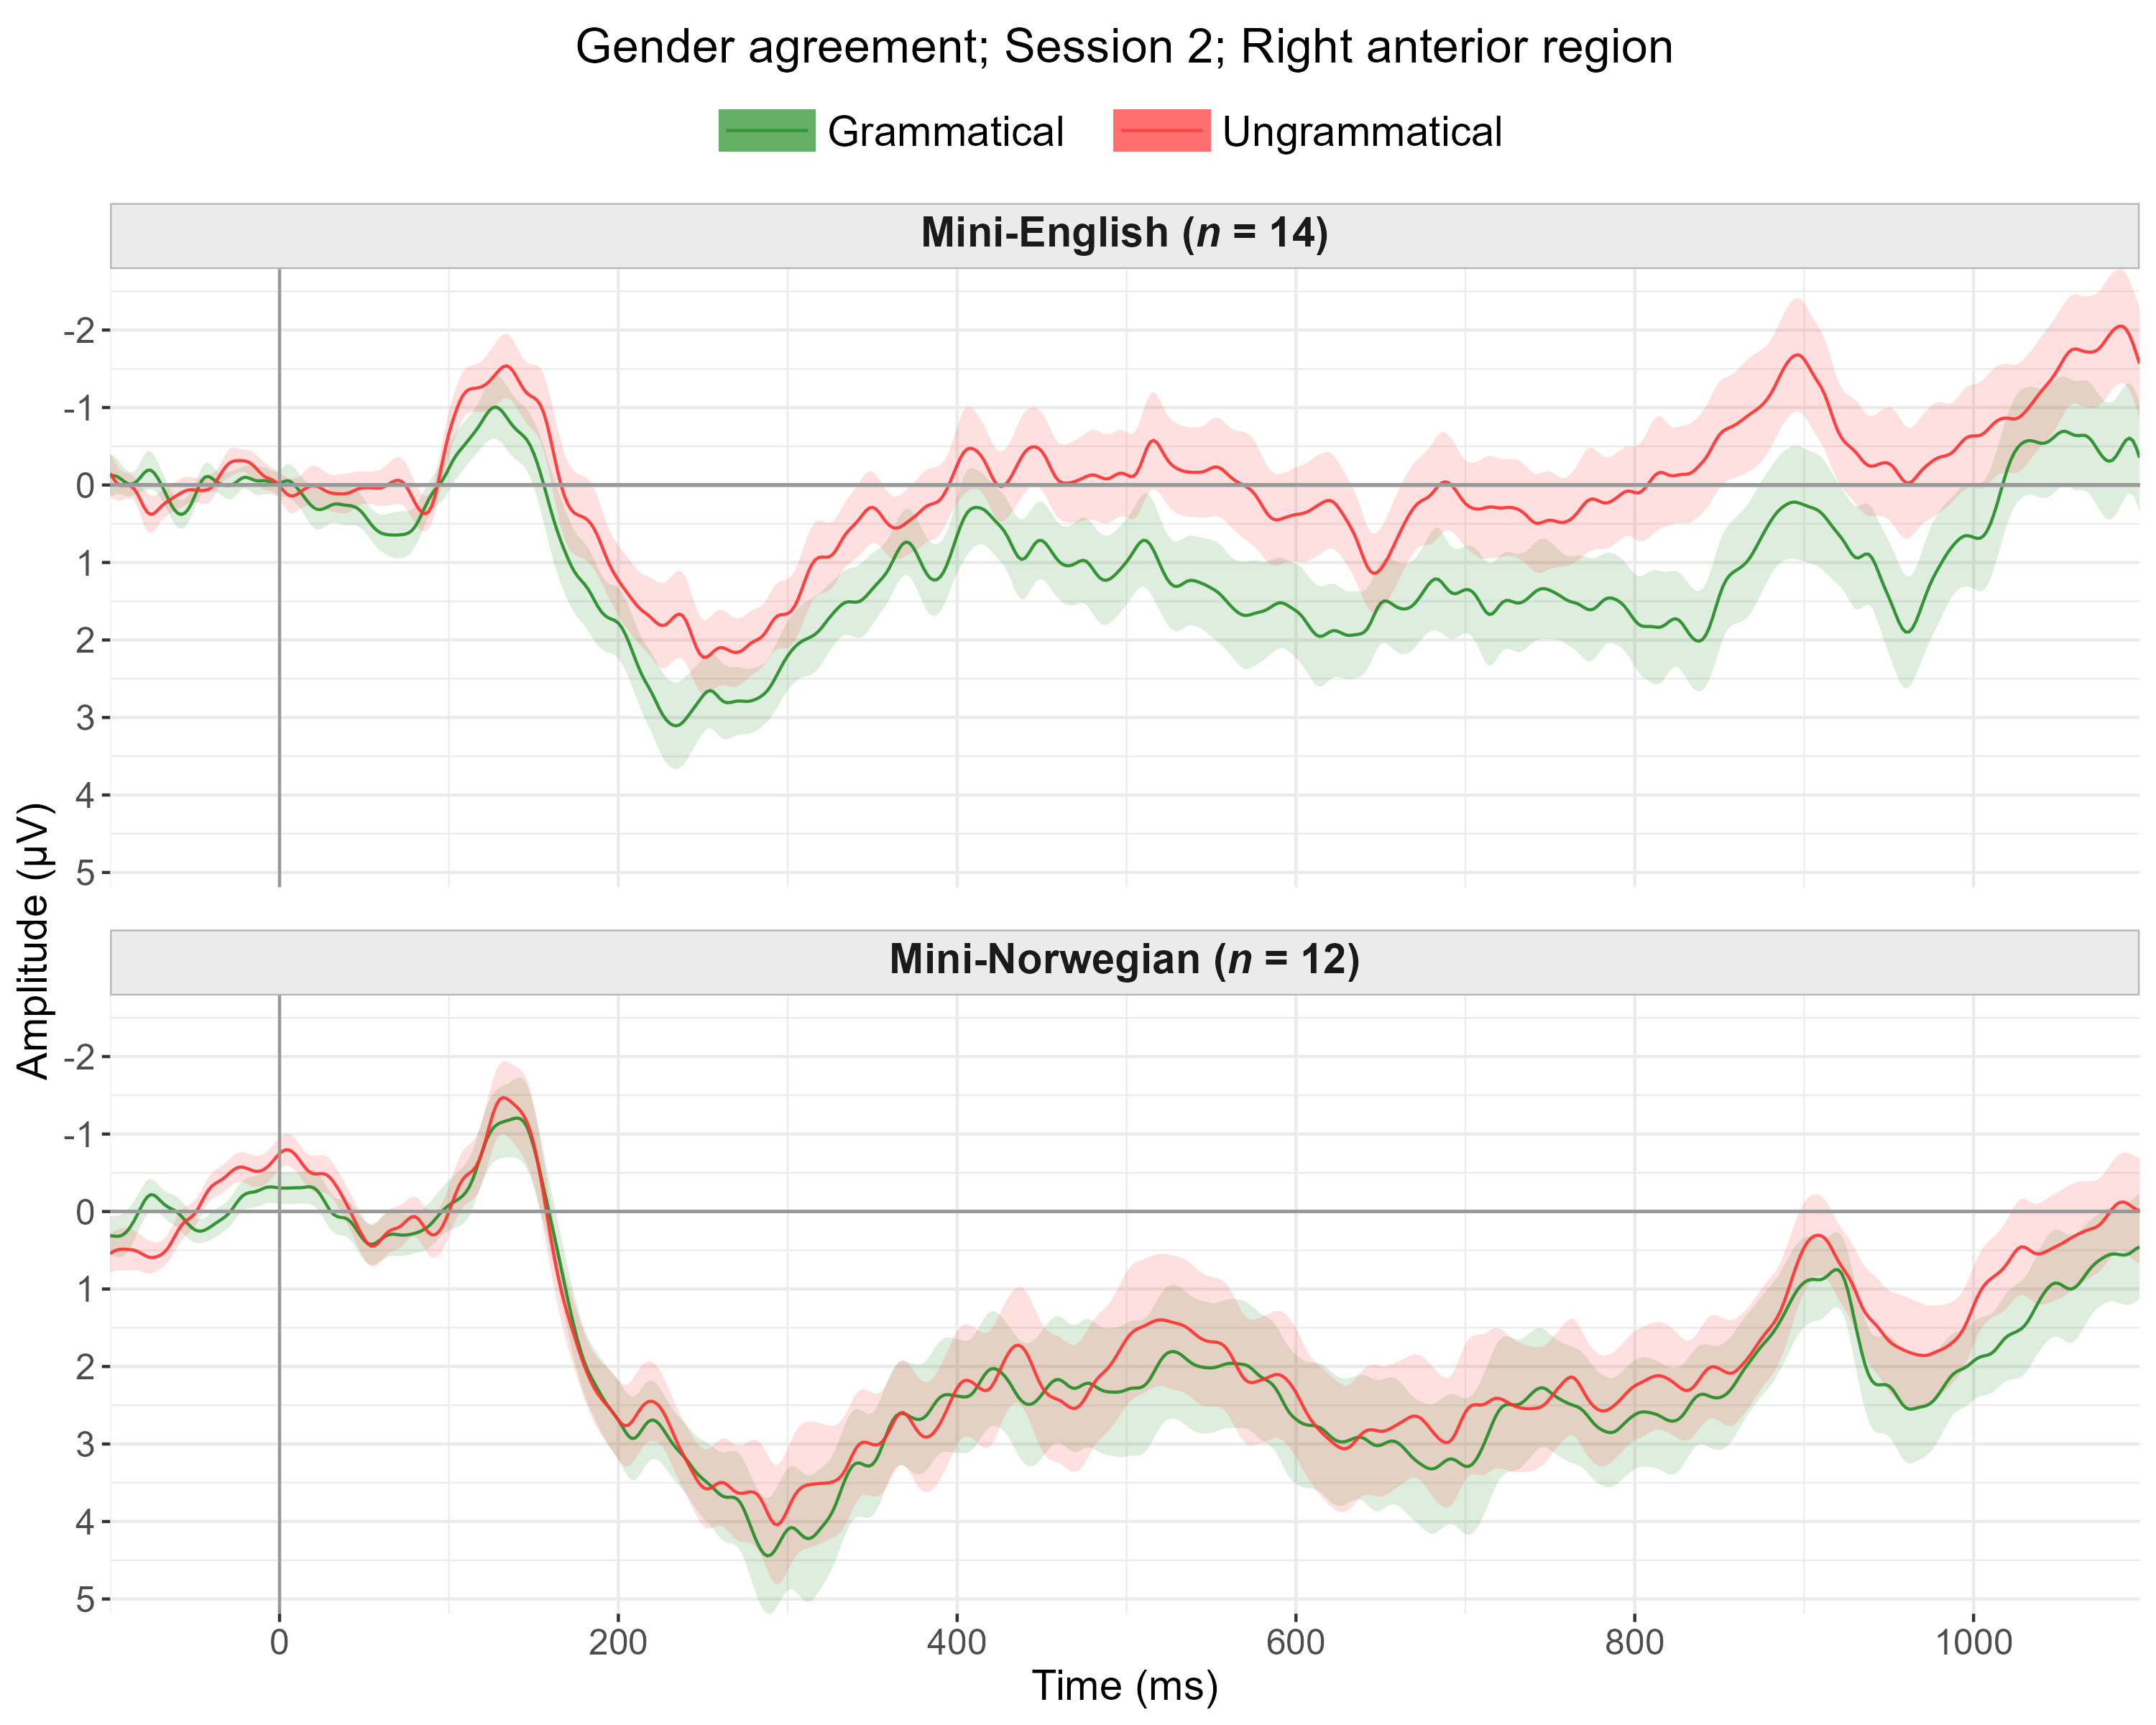 Gender agreement; Session 2; Right anterior region
Grammatical Ungrammatical
Mini-English (n = 14)
-2
-1
0
1
2
3
4
5
Amplitude (µV)
Mini-Norwegian (n = 12)
-2
-1
0
1
2
3
4
5
0 200 400 600 800 1000
Time (ms)